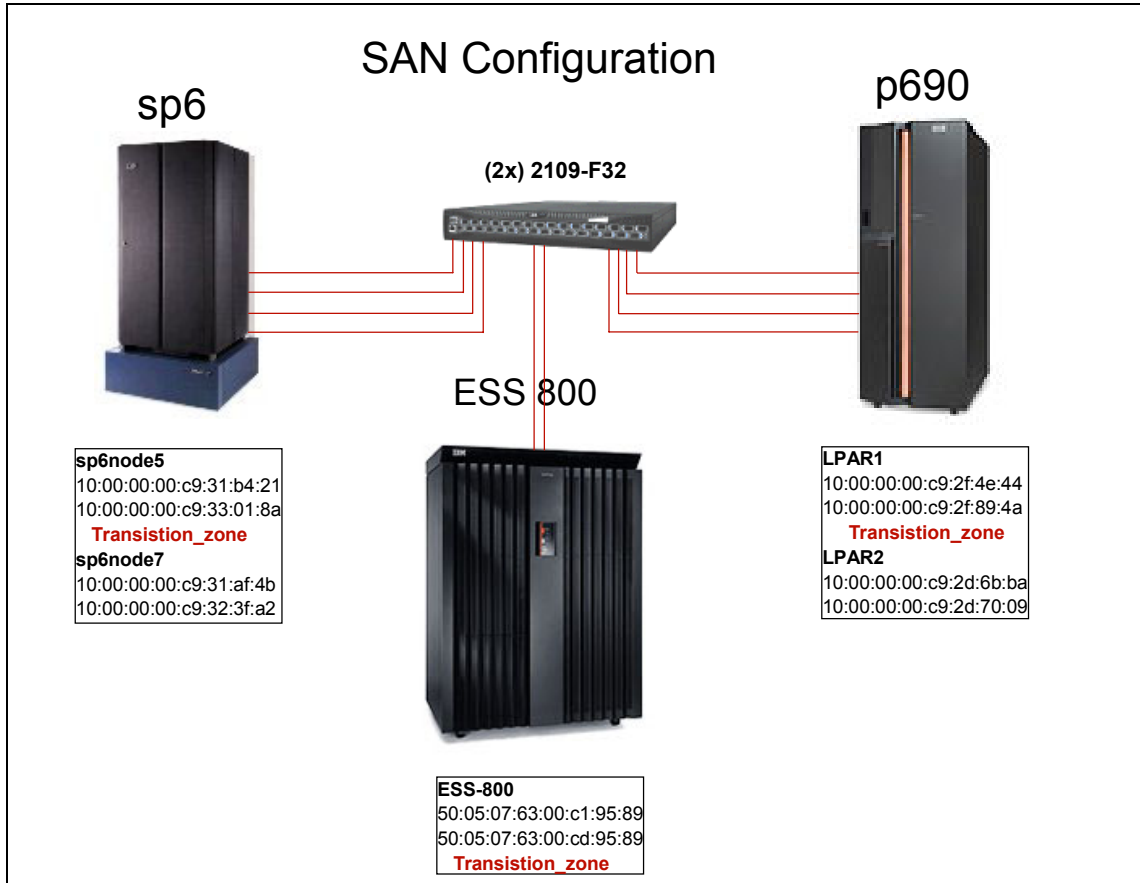 SAN Configuration
sp6
p690
(2x) 2109-F32
ESS 800
IBM
sp6node5
10:00:00:00:c9:31:b4:21
10:00:00:00:c9:33:01:8a
Transistion_zone
sp6node7
10:00:00:00:c9:31:af:4b
10:00:00:00:c9:32:3f:a2
LPAR1
10:00:00:00:c9:2f:4e:44
10:00:00:00:c9:2f:89:4a
Transistion_zone
LPAR2
10:00:00:00:c9:2d:6b:ba
10:00:00:00:c9:2d:70:09
ESS-800
50:05:07:63:00:c1:95:89
50:05:07:63:00:cd:95:89
Transistion_zone